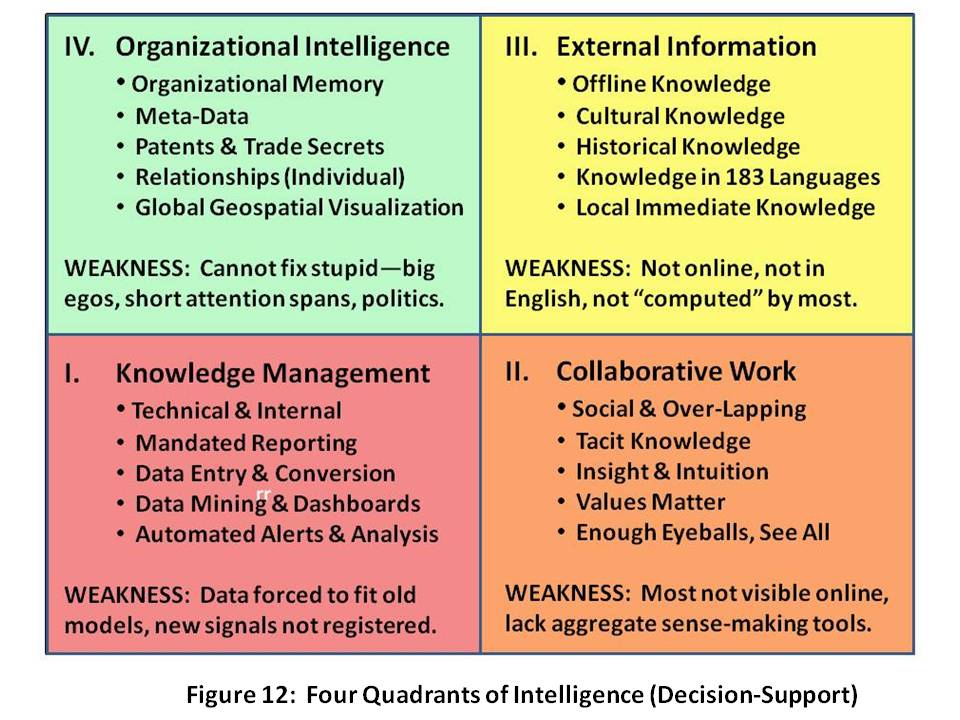 IV. Organizational Intelligence
• Organizational Memory
• Meta-Data
• Patents & Trade Secrets
• Relationships (Individual)
• Global Geospatial Visualization
WEAKNESS: Cannot fix stupid—big
egos, short attention spans, politics.
III. External Information
• Offline Knowledge
• Cultural Knowledge
• Historical Knowledge
• Knowledge in 183 Languages
• Local Immediate Knowledge
WEAKNESS: Not online, not in
English, not “computed” by most.
I. Knowledge Management
• Technical & Internal
• Mandated Reporting
• Data Entry & Conversion
rr
• Data Mining & Dashboards
• Automated Alerts & Analysis
WEAKNESS: Data forced to fit old
models, new signals not registered.
II. Collaborative Work
• Social & Over-Lapping
• Tacit Knowledge
• Insight & Intuition
• Values Matter
• Enough Eyeballs, See All
WEAKNESS: Most not visible online,
lack aggregate sense-making tools.
Figure 12: Four Quadrants of Intelligence (Decision-Support)